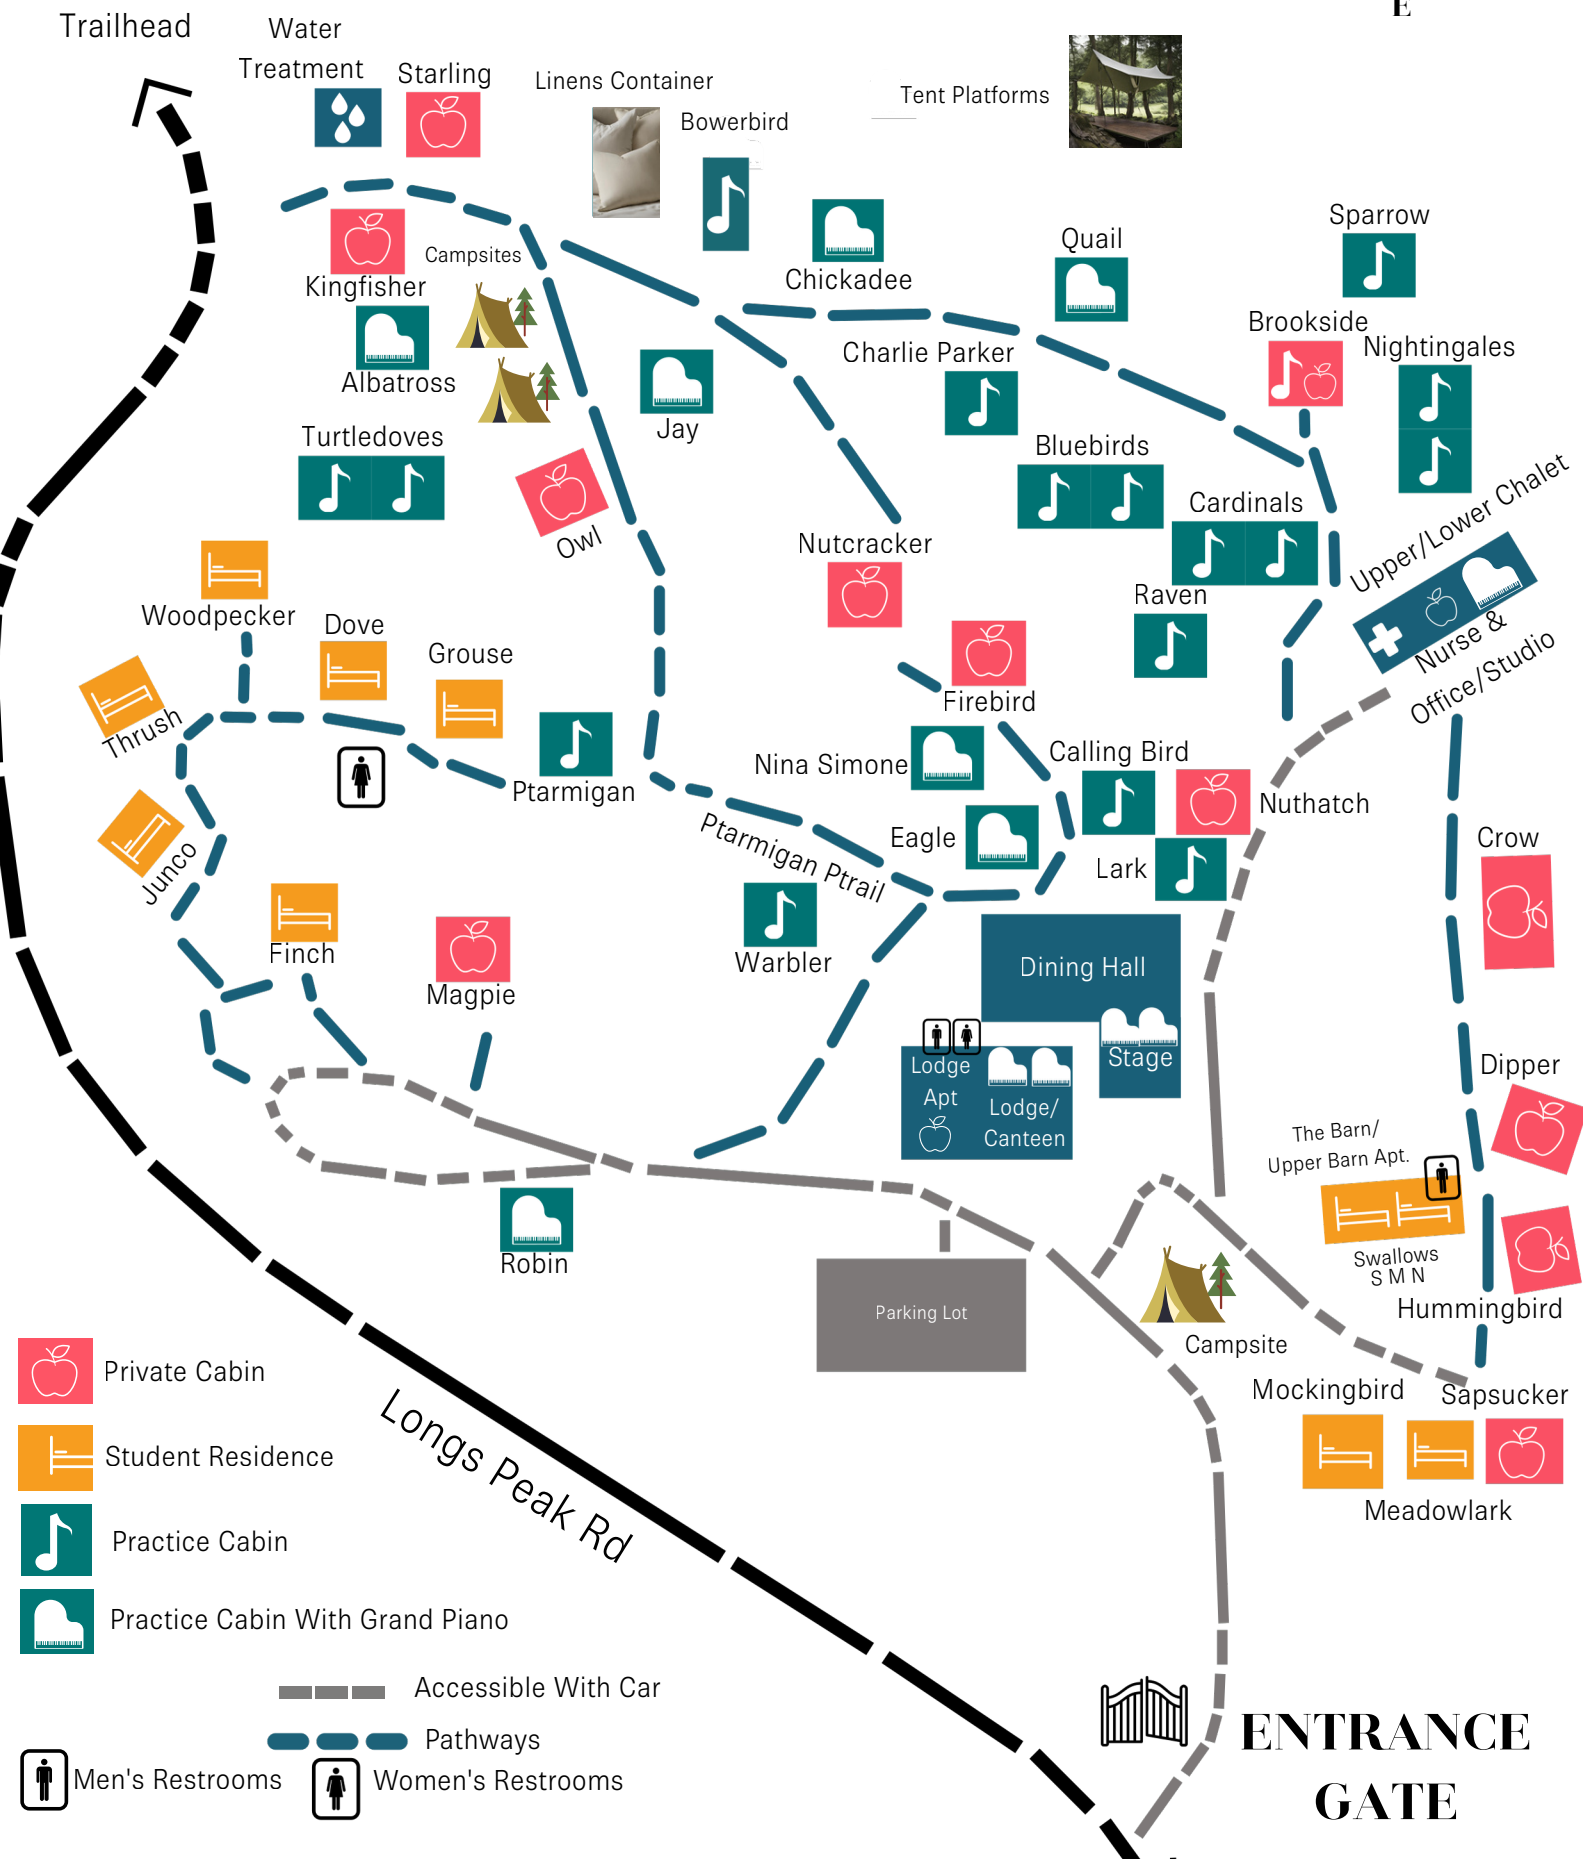 E
Trailhead
Water
Treatment
Starling
Linens Container
Bowerbird
Tent Platforms
Kingfisher
Campsites
Chickadee
Quail
Sparrow
Albatross
Jay
Charlie Parker
Brookside
Nightingales
Turtledoves
Owl
Bluebirds
Cardinals
Upper/Lower Chalet
Nutcracker
Raven
Nurse &
Office/Studio
Woodpecker
Dove
Grouse
Thrush
Firebird
Ptarmigan
Nina Simone
Calling Bird
Nuthatch
Ptarmigan Ptrail
Eagle
Lark
Crow
Junco
Finch
Magpie
Warbler
Dining Hall
Stage
Lodge
Apt
Lodge/
Canteen
Dipper
The Barn/
Upper Barn Apt.
Swallows
S M N
Hummingbird
Robin
Parking Lot
Campsite
Mockingbird
Sapsucker
Meadowlark
Longs Peak Rd
Private Cabin
Student Residence
Practice Cabin
Practice Cabin With Grand Piano
Accessible With Car
Pathways
Men's Restrooms
Women's Restrooms
ENTRANCE
GATE